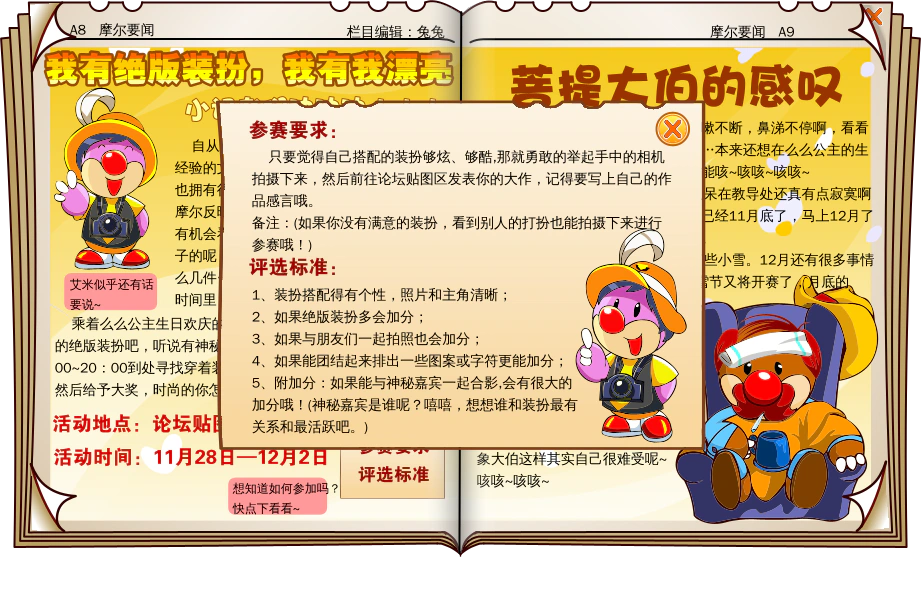 A8 摩尔要闻
栏目编辑：兔兔
我有绝版装扮，我有我漂亮
自从
经验的
也拥有
摩尔反
有机会
子的呢
么几件
时间里
艾米似乎还有话
要说~
乘着么么公主生日欢庆的
的绝版装扮吧，听说有神秘
00~20：00到处寻找穿着
然后给予大奖，时尚的你怎
活动地点：论坛贴图
活动时间：11月28日—12月2日
参赛要求
评选标准
想知道如何参加吗？
快点下看看~
参赛要求：
只要觉得自己搭配的装扮够炫、够酷,那就勇敢的举起手中的相机
拍摄下来，然后前往论坛贴图区发表你的大作，记得要写上自己的作
品感言哦。
备注：(如果你没有满意的装扮，看到别人的打扮也能拍摄下来进行
参赛哦！)
评选标准：
1、装扮搭配得有个性，照片和主角清晰；
2、如果绝版装扮多会加分；
3、如果与朋友们一起拍照也会加分；
4、如果能团结起来排出一些图案或字符更能加分；
5、附加分：如果能与神秘嘉宾一起合影,会有很大的
加分哦！(神秘嘉宾是谁呢？嘻嘻，想想谁和装扮最有
关系和最活跃吧。)
摩尔要闻 A9
菩提大伯的感叹
嗽不断，鼻涕不停啊，看看
…本来还想在么么公主的生
能咳~咳咳~咳咳~
呆在教导处还真有点寂寞啊
已经11月底了，马上12月了
些小雪。12月还有很多事情
雪节又将开赛了，月底的
象大伯这样其实自己很难受呢~
咳咳~咳咳~